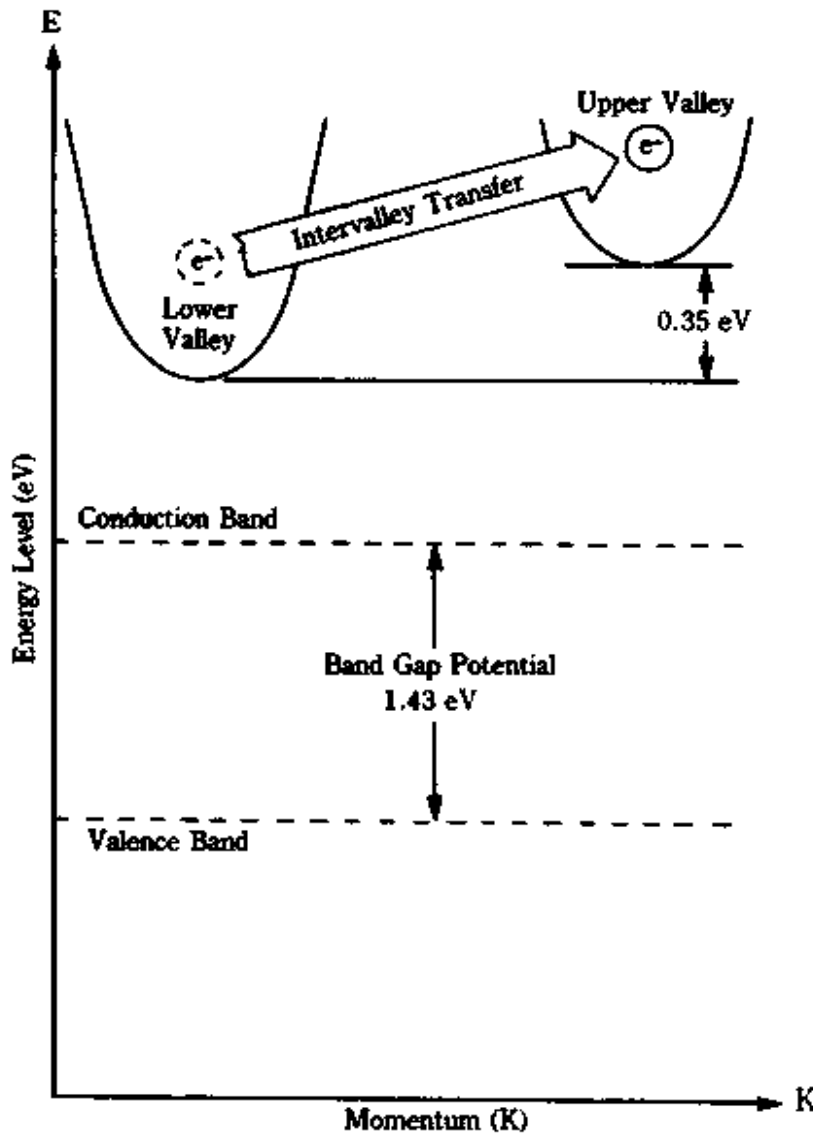 E
Upper Valley
e-
Intervalley Transfer
e-
Lower
Valley
0.35 eV
Energy Level (eV)
Conduction Band
Band Gap Potential
1.43 eV
Valence Band
K
Momentum (K)